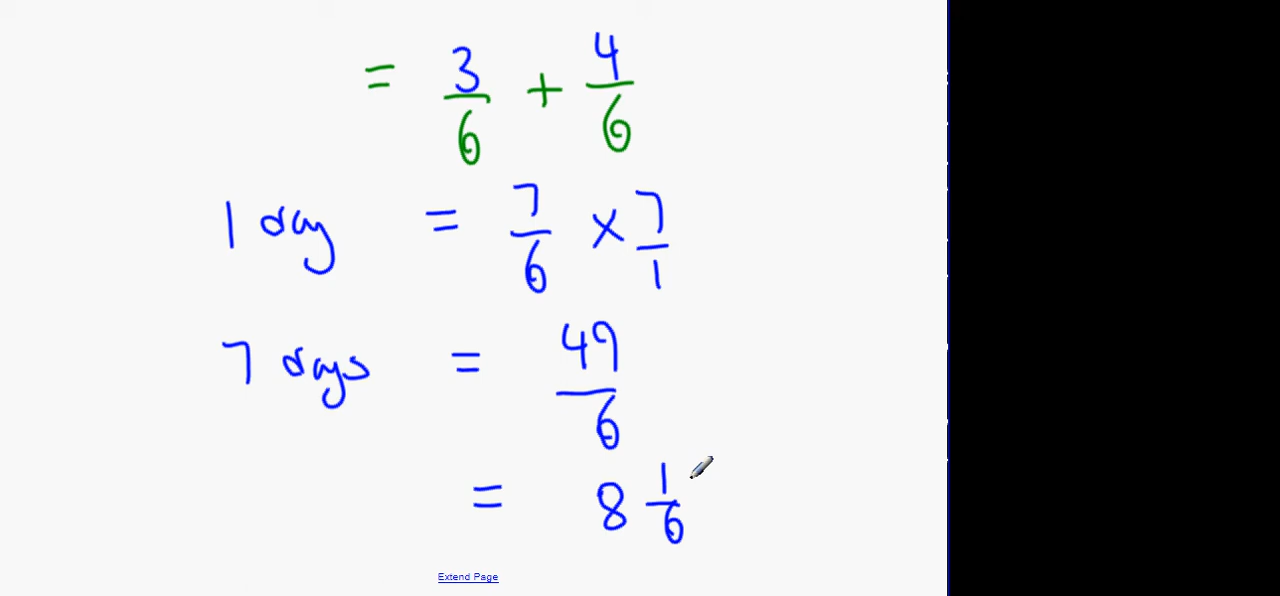 = 3/6 + 4/6
1 day = 7/6 × 7/1
7 days = 49/6
= 8 1/6
Extend Page